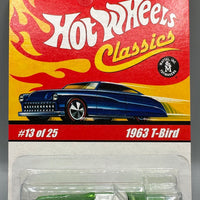 Hot Wheels
Classics
#13 of 25
1963 T-Bird